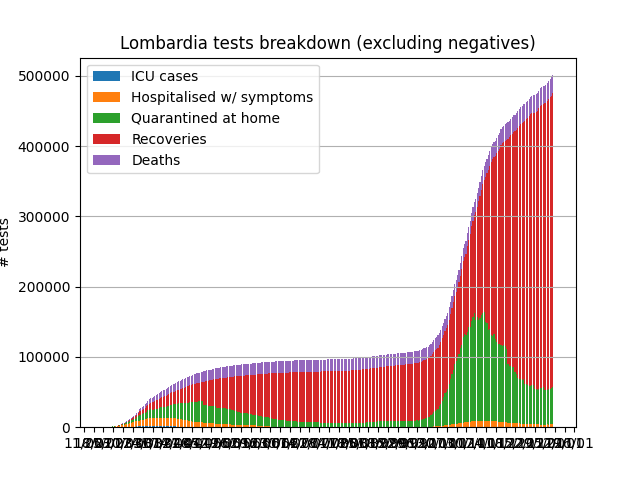 Lombardia tests breakdown (excluding negatives)
ICU cases
Hospitalised w/ symptoms
Quarantined at home
Recoveries
Deaths
# tests
500000
400000
300000
200000
100000
0